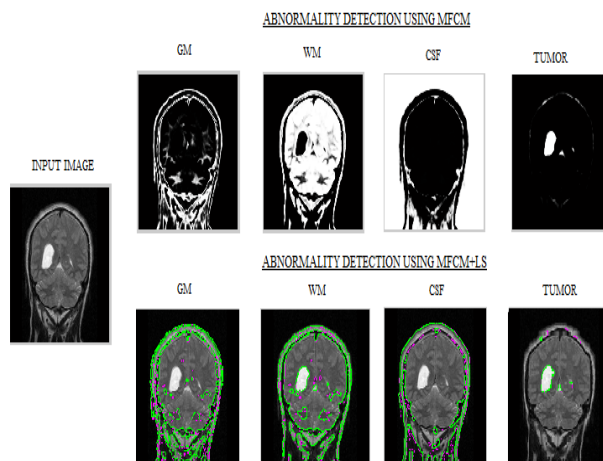 ABNORMALITY DETECTION USING MFCM
GM WM CSF TUMOR
INPUT IMAGE
ABNORMALITY DETECTION USING MFCM+LS
GM WM CSF TUMOR